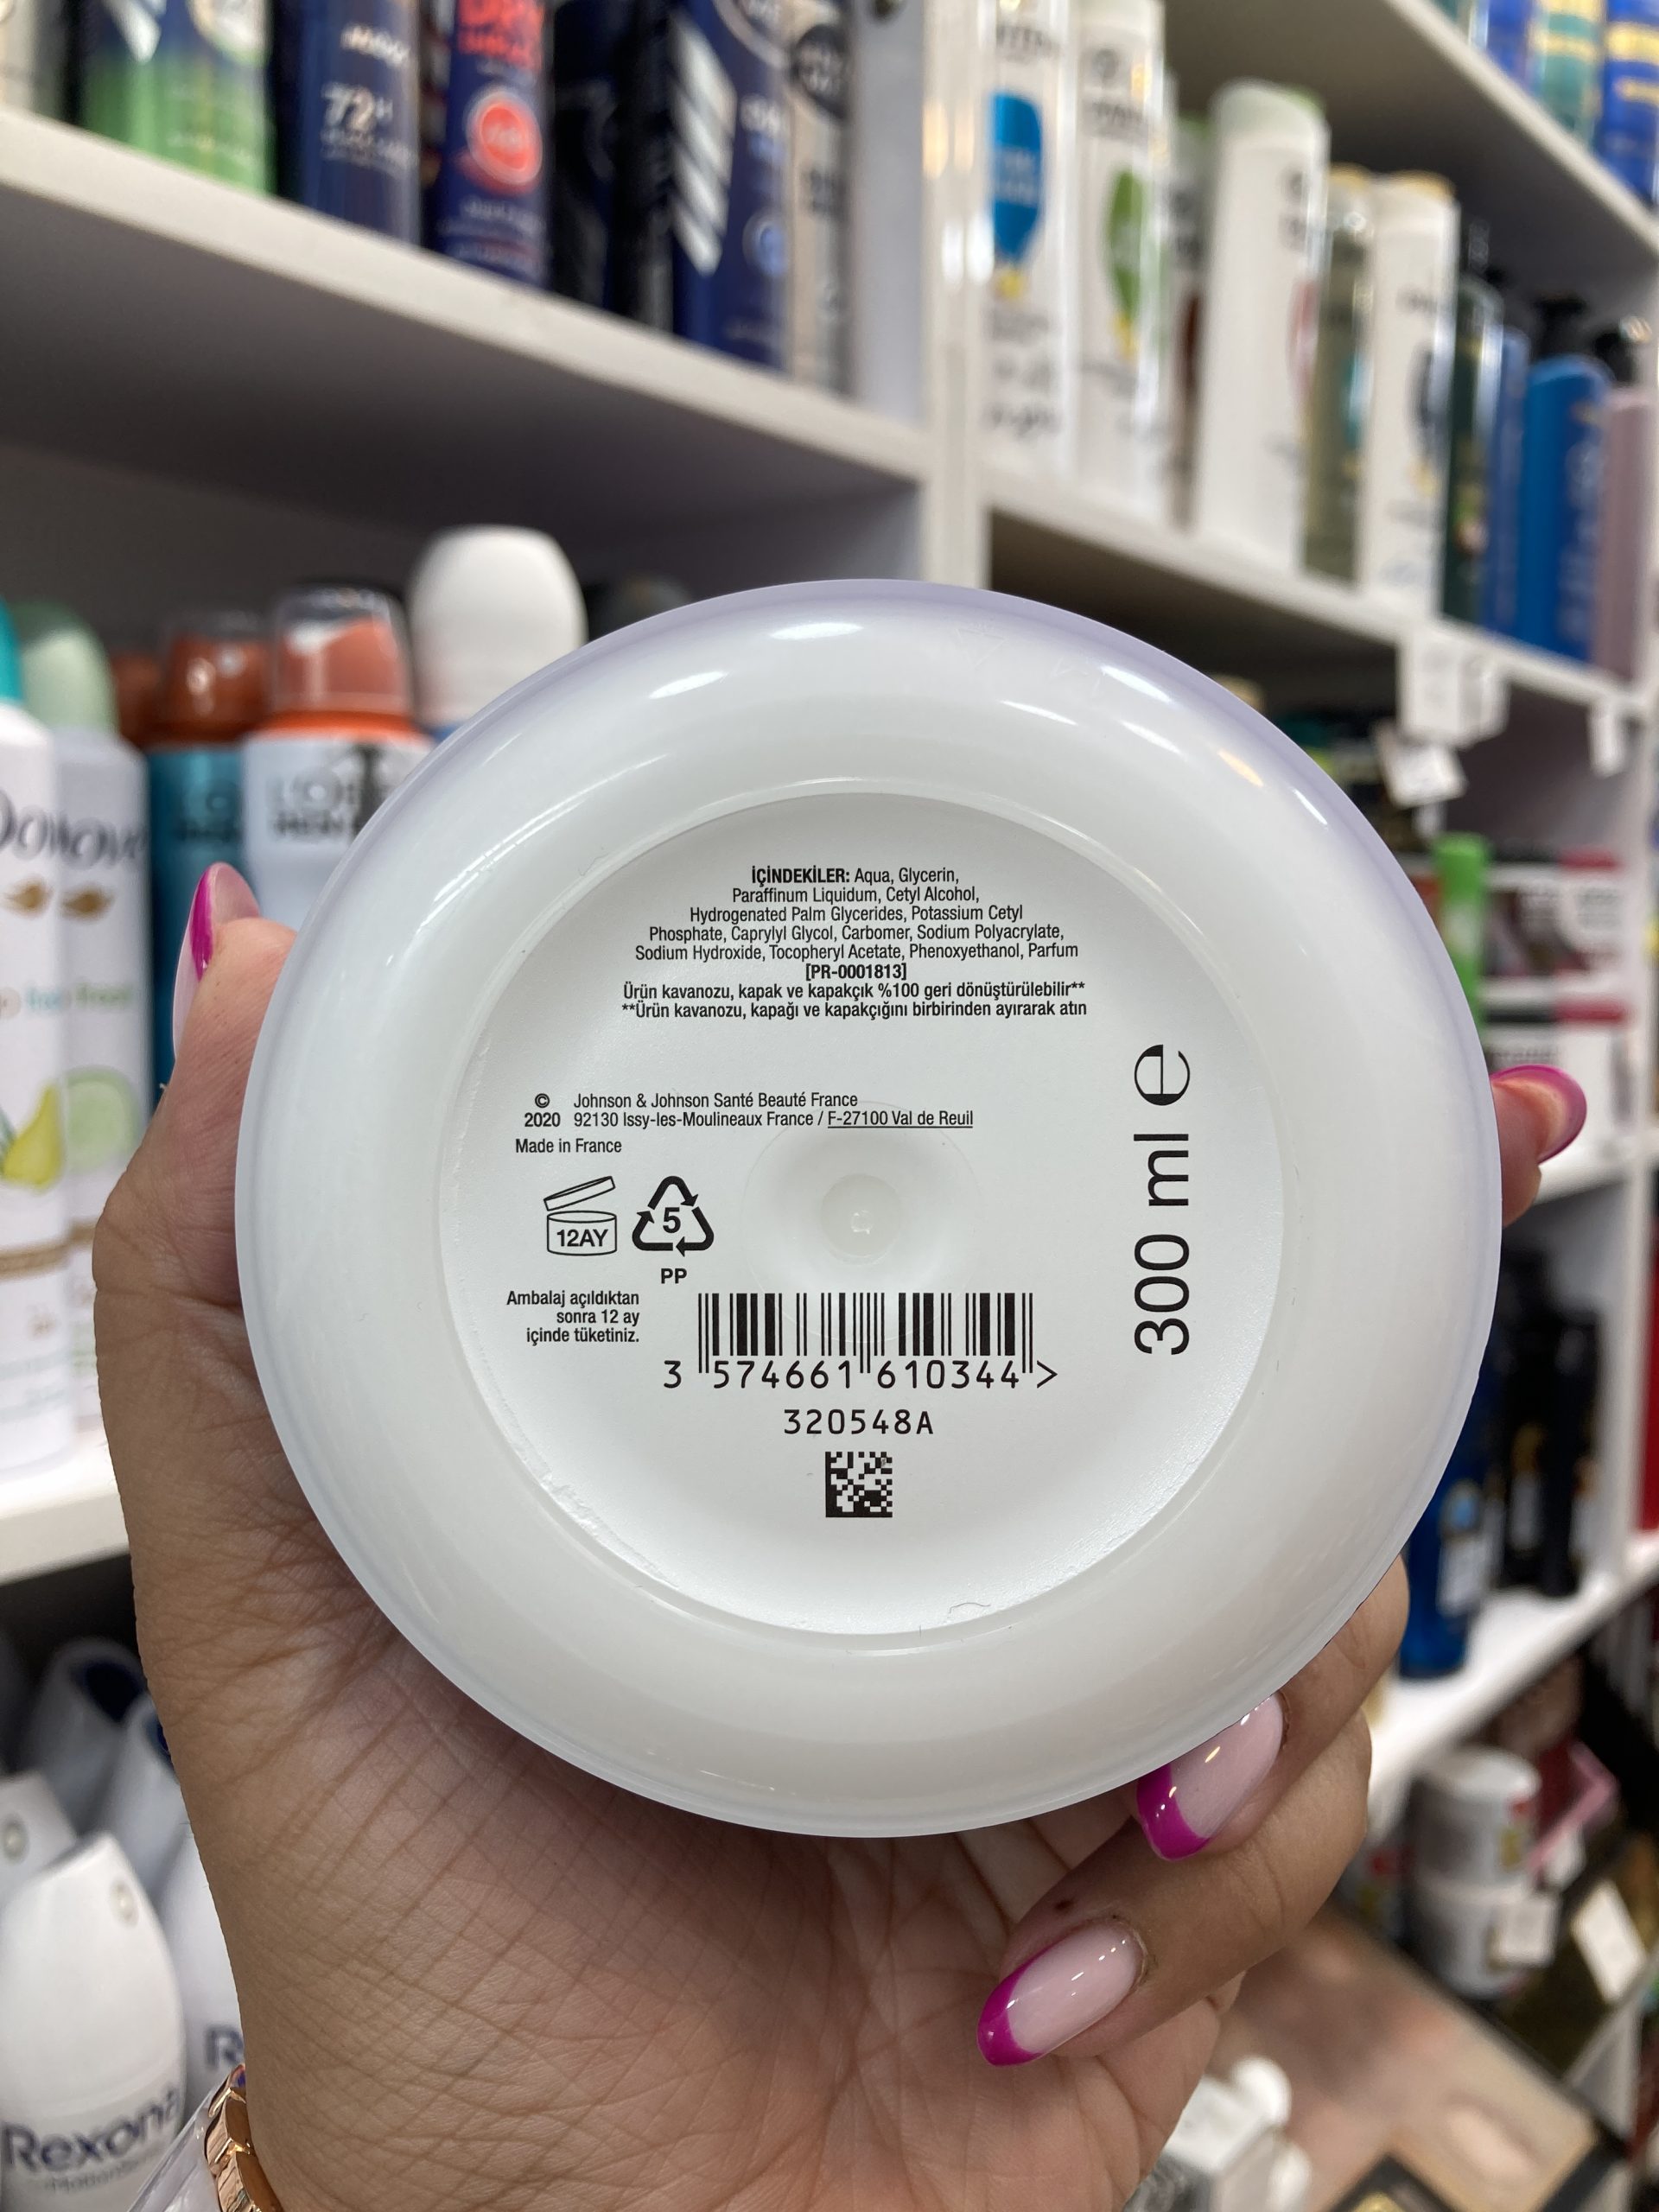 72H
İÇİNDEKİLER: Aqua, Glycerin,
Paraffinum Liquidum, Cetyl Alcohol,
Hydrogenated Palm Glycerides, Potassium Cetyl
Phosphate, Caprylyl Glycol, Carbomer, Sodium Polyacrylate,
Sodium Hydroxide, Tocopheryl Acetate, Phenoxyethanol, Parfum
[PR-0001813]
Ürün kavanozu, kapak ve kapakçık %100 geri dönüştürülebilir**
**Ürün kavanozu, kapağı ve kapakçığını birbirinden ayırarak atın
© Johnson & Johnson Santé Beauté France
2020 92130 Issy-les-Moulineaux France / F-27100 Val de Reuil
Made in France
300 ml e
12AY
5
PP
Ambalaj açıldıktan
sonra 12 ay
içinde tüketiniz.
3 574661 610344 >
320548A
Rexona